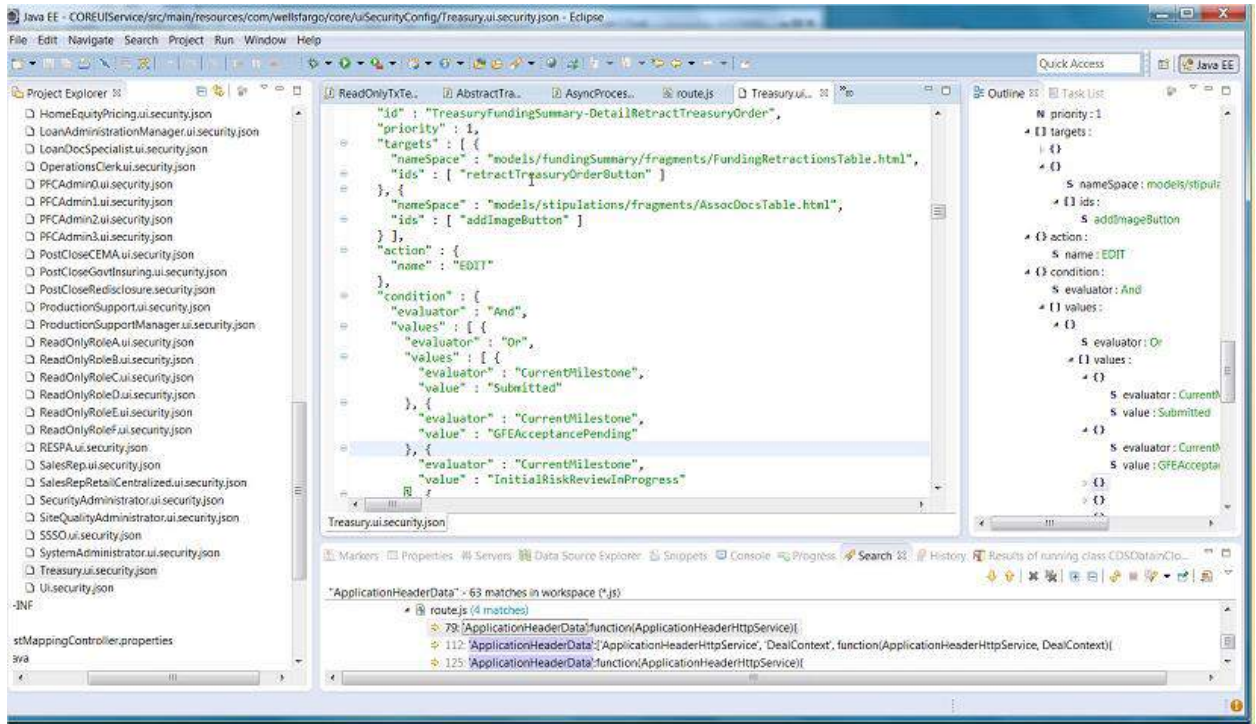 Java EE - COREUIService/src/main/resources/com/wellsfargo/core/uiSecurityConfig/Treasury.ui.security.json - Eclipse
File Edit Navigate Search Project Run Window Help
Quick Access
Java EE
Project Explorer
HomeEquityPricing.ui.security.json
LoanAdministrationManager.ui.security.json
LoanDocSpecialist.ui.security.json
OperationsClerk.ui.security.json
PFCAdmin0.ui.security.json
PFCAdmin1.ui.security.json
PFCAdmin2.ui.security.json
PFCAdmin3.ui.security.json
PostCloseCEMA.ui.security.json
PostCloseGovtInsuring.ui.security.json
PostCloseRedisclosure.security.json
ProductionSupport.ui.security.json
ProductionSupportManager.ui.security.json
ReadOnlyRoleA.ui.security.json
ReadOnlyRoleB.ui.security.json
ReadOnlyRoleC.ui.security.json
ReadOnlyRoleD.ui.security.json
ReadOnlyRoleE.ui.security.json
ReadOnlyRoleF.ui.security.json
RESPA.ui.security.json
SalesRep.ui.security.json
SalesRepRetailCentralized.ui.security.json
SecurityAdministrator.ui.security.json
SiteQualityAdministrator.ui.security.json
SSSO.ui.security.json
SystemAdministrator.ui.security.json
Treasury.ui.security.json
Ui.security.json
-INF
stMappingController.properties
ava
ReadOnlyTxTe... AbstractTra... AsyncProces... route.js Treasury.ui...
"id" : "TreasuryFundingSummary-DetailRetractTreasuryOrder",
"priority" : 1,
"targets" : [ {
"nameSpace" : "models/fundingSummary/fragments/FundingRetractionsTable.html",
"ids" : [ "retractTreasuryOrderButton" ]
}, {
"nameSpace" : "models/stipulations/fragments/AssocDocsTable.html",
"ids" : [ "addImageButton" ]
} ],
"action" : {
"name" : "EDIT"
},
"condition" : {
"evaluator" : "And",
"values" : [ {
"evaluator" : "Or",
"values" : [ {
"evaluator" : "CurrentMilestone",
"value" : "Submitted"
}, {
"evaluator" : "CurrentMilestone",
"value" : "GFEAcceptancePending"
}, {
"evaluator" : "CurrentMilestone",
"value" : "InitialRiskReviewInProgress"
}, {
Treasury.ui.security.json
Outline Task List
N priority : 1
[] targets :
{}
{}
S nameSpace : models/stipula
[] ids :
S addImageButton
{} action :
S name : EDIT
{} condition :
S evaluator : And
[] values :
{}
S evaluator : Or
[] values :
{}
S evaluator : CurrentM
S value : Submitted
{}
S evaluator : CurrentM
S value : GFEAccepta
{}
{}
Markers Properties Servers Data Source Explorer Snippets Console Progress Search History Results of running class CDSDatainClo...
"ApplicationHeaderData" - 63 matches in workspace (*.js)
route.js (4 matches)
79: 'ApplicationHeaderData':function(ApplicationHeaderHttpService){
112: 'ApplicationHeaderData':['ApplicationHeaderHttpService', 'DealContext', function(ApplicationHeaderHttpService, DealContext){
125: 'ApplicationHeaderData':function(ApplicationHeaderHttpService){